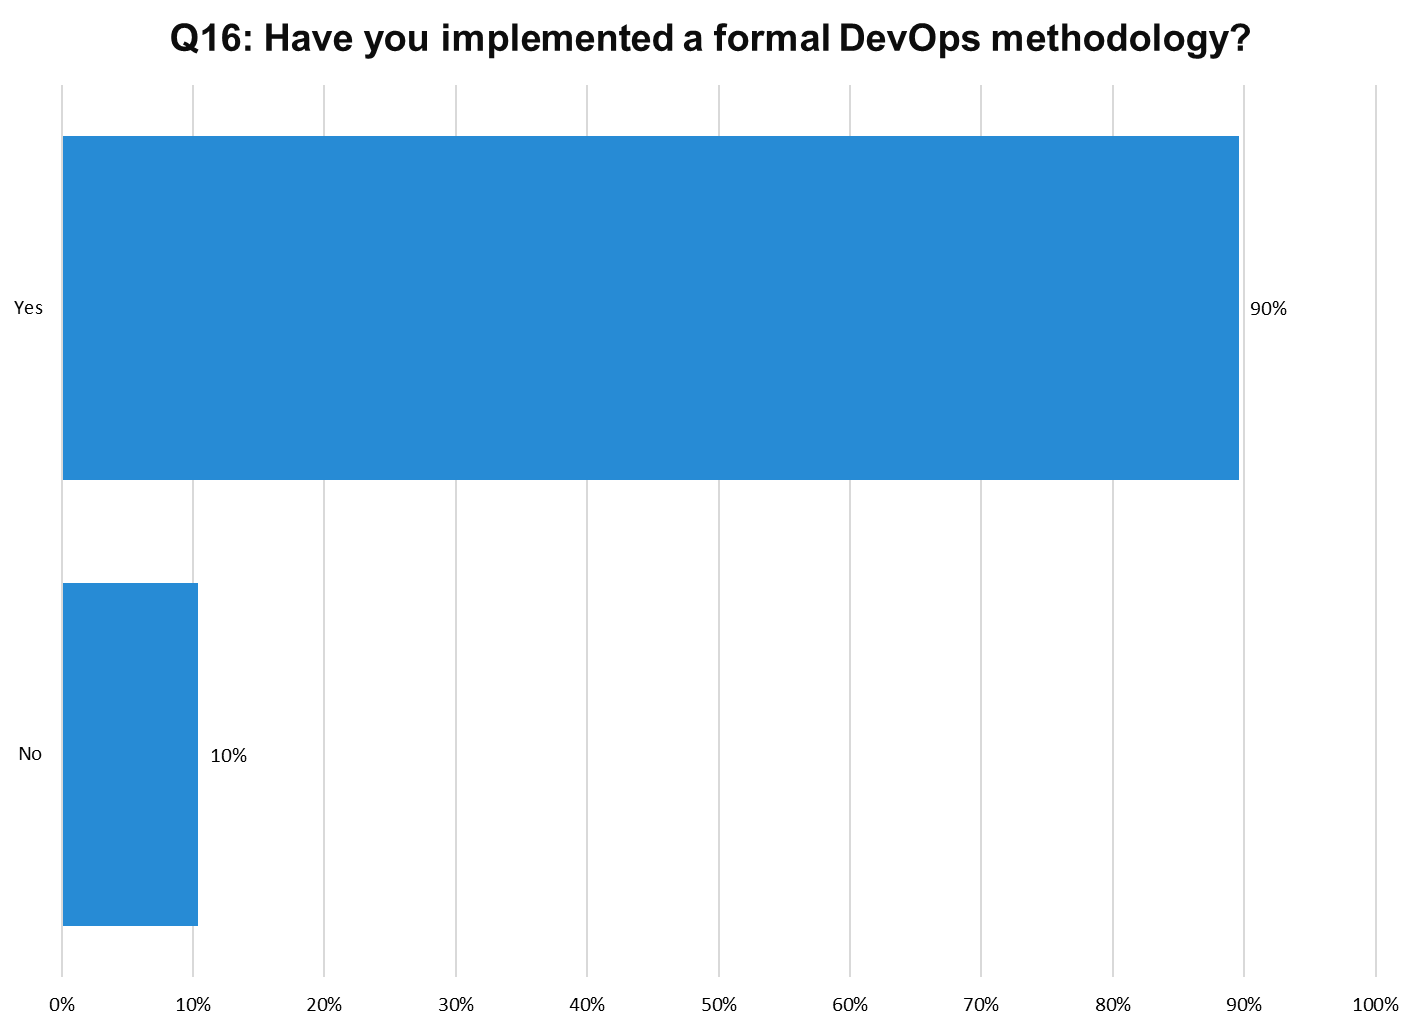 Q16: Have you implemented a formal DevOps methodology?
Yes
90%
No
10%
0% 10% 20% 30% 40% 50% 60% 70% 80% 90% 100%